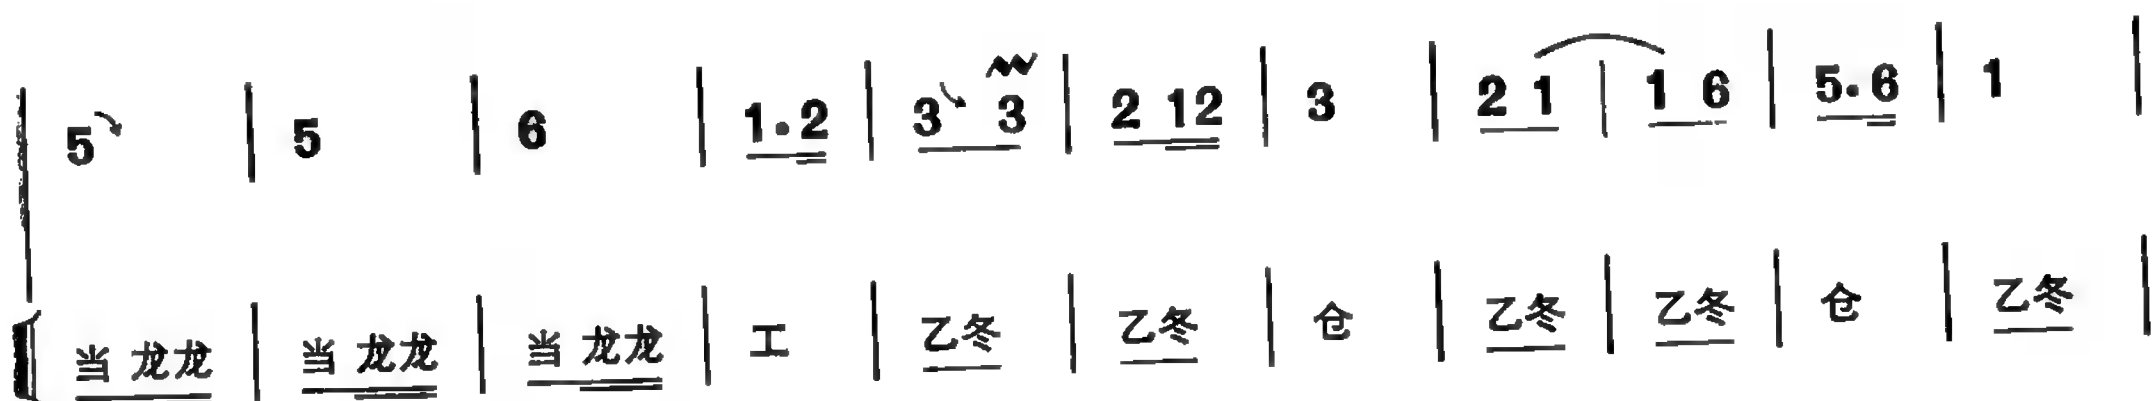 5 | 5 | 6 | 1·2 | 3 3 | 2 12 | 3 | 2 1 | 1 6 | 5·6 | 1 |
当 龙龙 | 当 龙龙 | 当 龙龙 | 工 | 乙冬 | 乙冬 | 仓 | 乙冬 | 乙冬 | 仓 | 乙冬 |